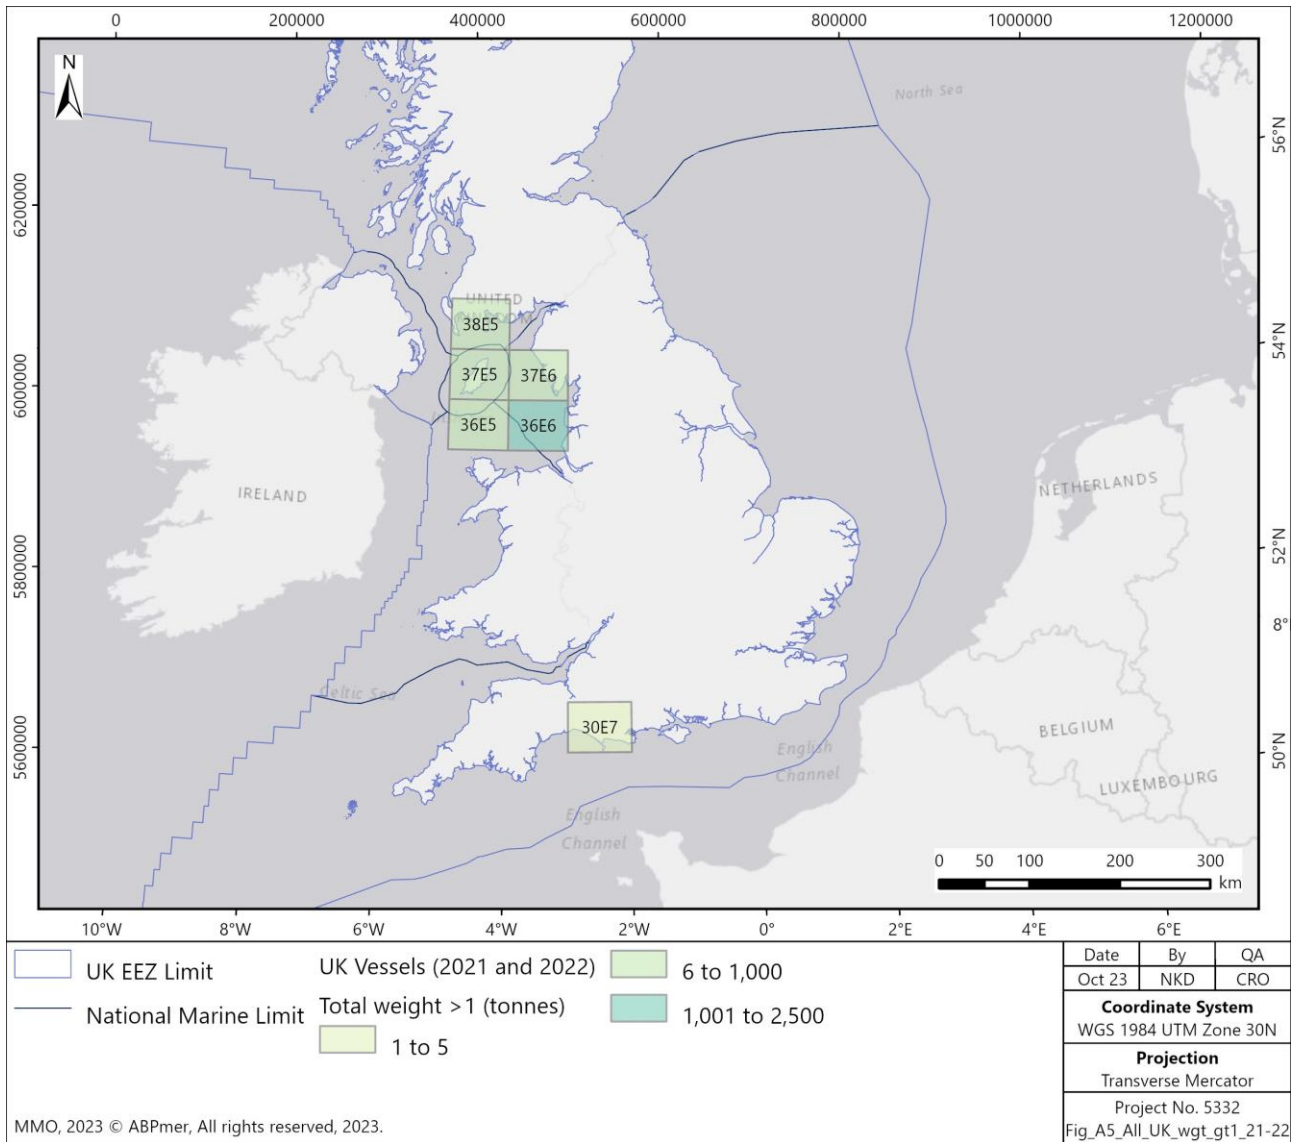 0
200000
400000
600000
800000
1000000
1200000
N
North Sea
56°N
6200000
UNITED
KINGDOM
38E5
54°N
6000000
37E5
37E6
36E5
36E6
IRELAND
NETHERLANDS
52°N
5800000
8°
Celtic Sea
30E7
BELGIUM
5600000
English
Channel
50°N
LUXEMBOURG
English
Channel
0 50 100 200 300
km
10°W
8°W
6°W
4°W
2°W
0°
2°E
4°E
6°E
UK EEZ Limit
National Marine Limit
UK Vessels (2021 and 2022)
Total weight >1 (tonnes)
1 to 5
6 to 1,000
1,001 to 2,500
Date By QA
Oct 23 NKD CRO
Coordinate System
WGS 1984 UTM Zone 30N
Projection
Transverse Mercator
Project No. 5332
Fig_A5_All_UK_wgt_gt1_21-22
MMO, 2023 © ABPmer, All rights reserved, 2023.